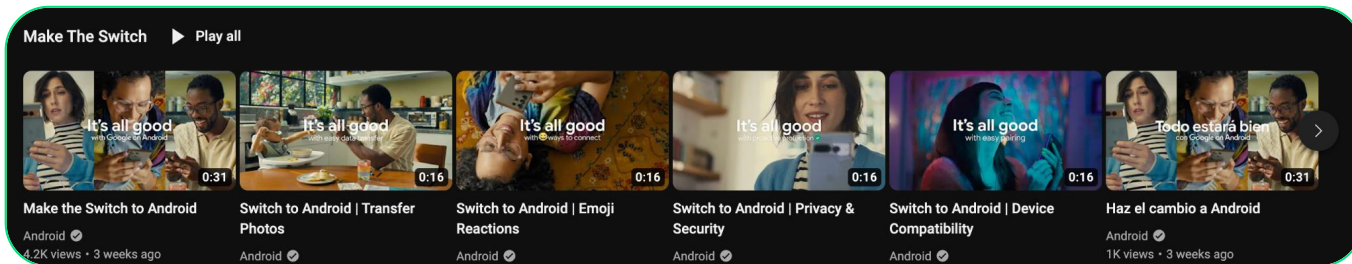 Make The Switch
Play all
It's all good
with Google on Android
0:31
Make the Switch to Android
Android
4.2K views • 3 weeks ago
It's all good
with easy data transfer
0:16
Switch to Android | Transfer
Photos
Android
It's all good
with ways to connect
0:16
Switch to Android | Emoji
Reactions
Android
It's all good
0:16
Switch to Android | Privacy &
Security
Android
It's all good
with easy pairing
0:16
Switch to Android | Device
Compatibility
Android
Todo estará bien
con Google on Android
0:31
Haz el cambio a Android
Android
1K views • 3 weeks ago